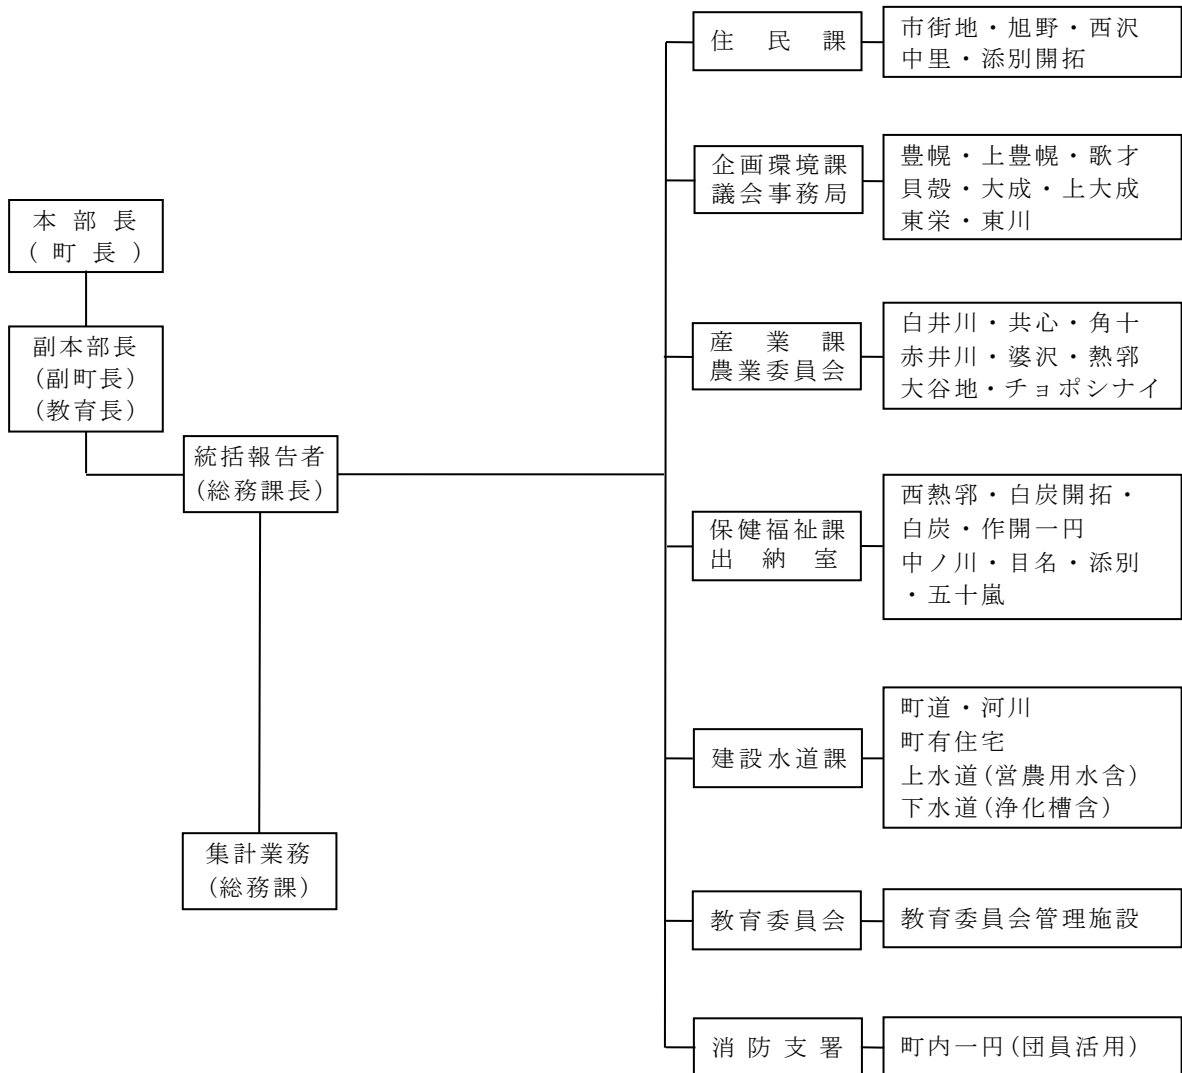 本部長
(町長)
副本部長
(副町長)
(教育長)
統括報告者
(総務課長)
集計業務
(総務課)
住民課
市街地・旭野・西沢
中里・添別開拓
企画環境課
議会事務局
豊幌・上豊幌・歌才
貝殻・大成・上大成
東栄・東川
産業課
農業委員会
白井川・共心・角十
赤井川・婆沢・熱郛
大谷地・チョポシナイ
保健福祉課
出納室
西熱郛・白炭開拓・
白炭・作開一円
中ノ川・目名・添別
・五十嵐
建設水道課
町道・河川
町有住宅
上水道(営農用水含)
下水道(浄化槽含)
教育委員会
教育委員会管理施設
消防支署
町内一円(団員活用)